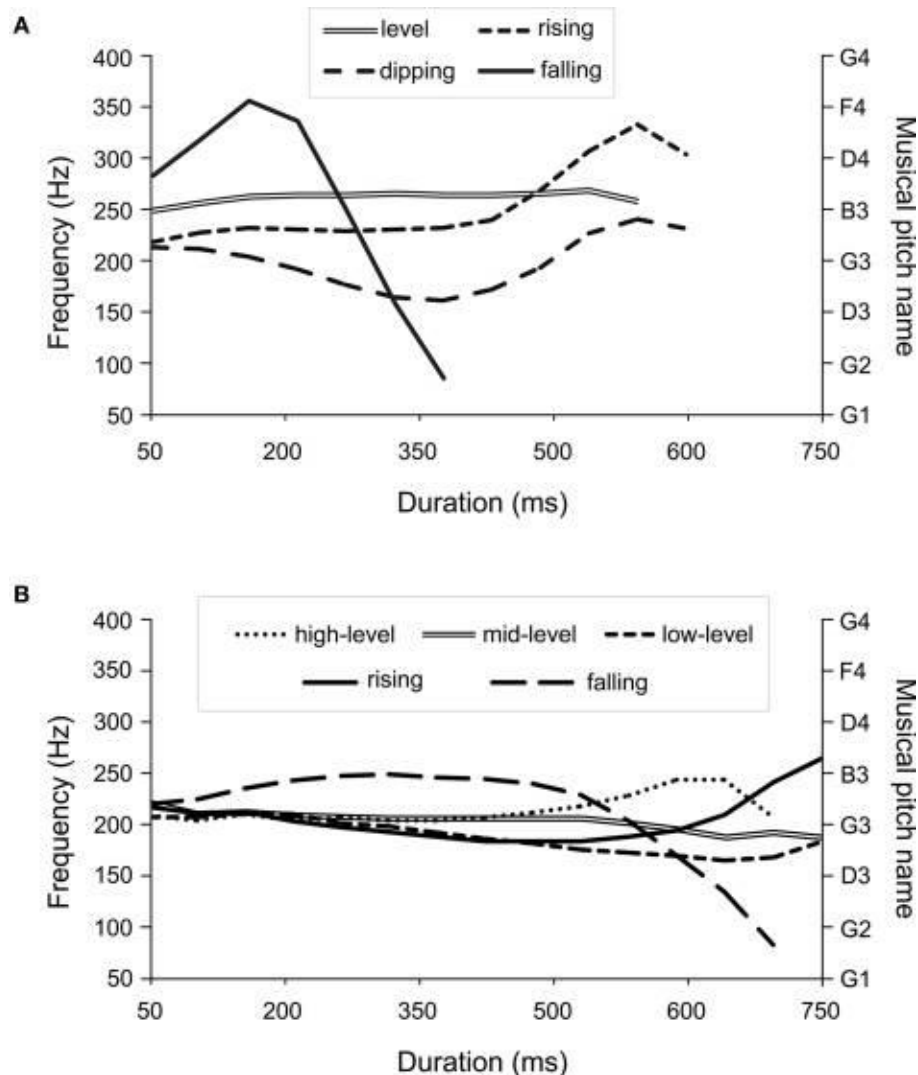 A
level rising
dipping falling
400
350
300
250
200
150
100
50
Frequency (Hz)
G4
F4
D4
B3
G3
D3
G2
G1
Musical pitch name
50 200 350 500 600 750
Duration (ms)
B
high-level mid-level low-level
rising falling
400
350
300
250
200
150
100
50
Frequency (Hz)
G4
F4
D4
B3
G3
D3
G2
G1
Musical pitch name
50 200 350 500 600 750
Duration (ms)